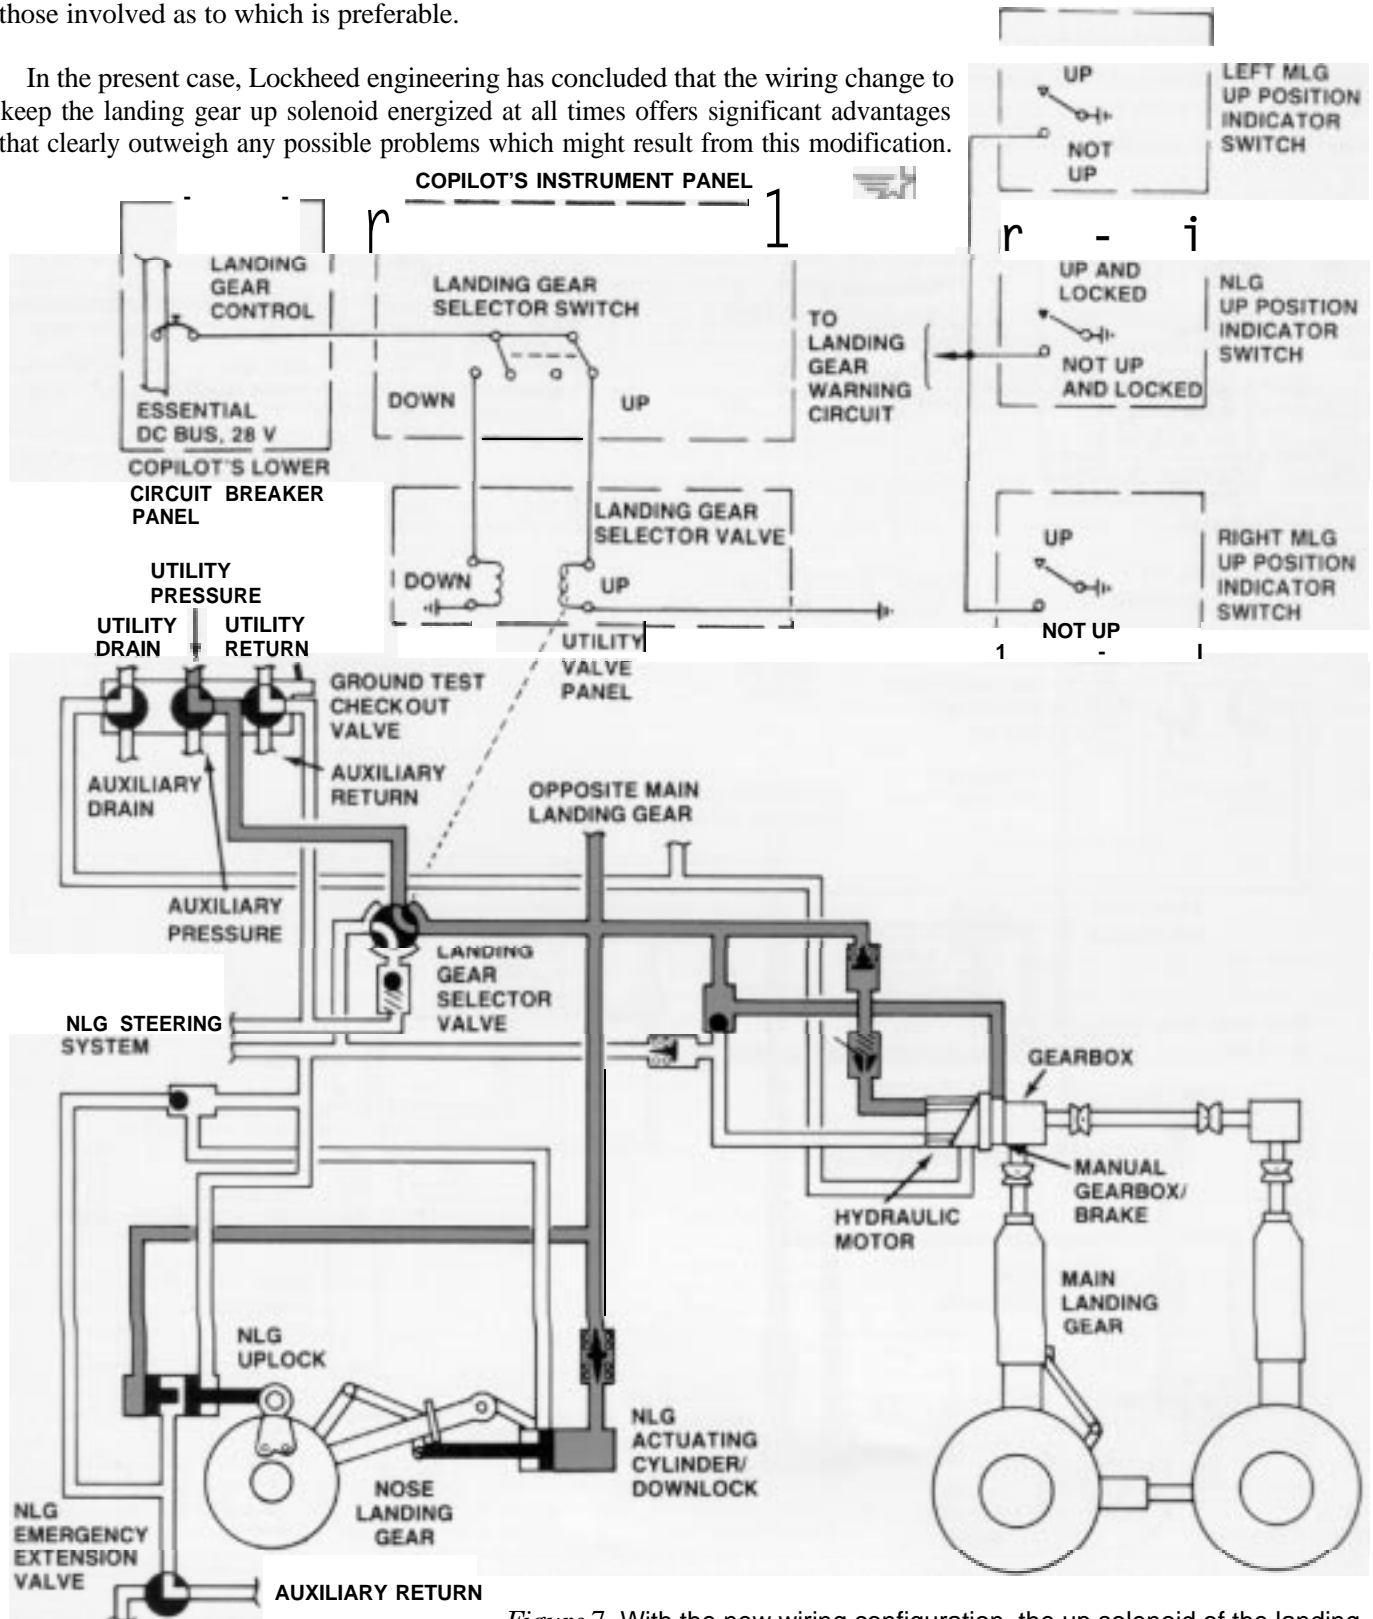 those involved as to which is preferable.
In the present case, Lockheed engineering has concluded that the wiring change to
keep the landing gear up solenoid energized at all times offers significant advantages
that clearly outweigh any possible problems which might result from this modification.
COPILOT'S INSTRUMENT PANEL
UP
NOT
UP
LEFT MLG
UP POSITION
INDICATOR
SWITCH
r
1
r - i
LANDING
GEAR
CONTROL
ESSENTIAL
DC BUS, 28 V
COPILOT'S LOWER
CIRCUIT BREAKER
PANEL
LANDING GEAR
SELECTOR SWITCH
DOWN
UP
TO
LANDING
GEAR
WARNING
CIRCUIT
UP AND
LOCKED
NOT UP
AND LOCKED
NLG
UP POSITION
INDICATOR
SWITCH
LANDING GEAR
SELECTOR VALVE
DOWN
UP
UTILITY
VALVE
PANEL
UP
NOT UP
1 - I
RIGHT MLG
UP POSITION
INDICATOR
SWITCH
UTILITY
PRESSURE
UTILITY
DRAIN
UTILITY
RETURN
GROUND TEST
CHECKOUT
VALVE
AUXILIARY
DRAIN
AUXILIARY
RETURN
AUXILIARY
PRESSURE
OPPOSITE MAIN
LANDING GEAR
LANDING
GEAR
SELECTOR
VALVE
NLG STEERING
SYSTEM
GEARBOX
MANUAL
GEARBOX/
BRAKE
HYDRAULIC
MOTOR
MAIN
LANDING
GEAR
NLG
UPLOCK
NLG
ACTUATING
CYLINDER/
DOWNLOCK
NOSE
LANDING
GEAR
NLG
EMERGENCY
EXTENSION
VALVE
AUXILIARY RETURN
Figure 7. With the new wiring configuration, the up solenoid of the landing